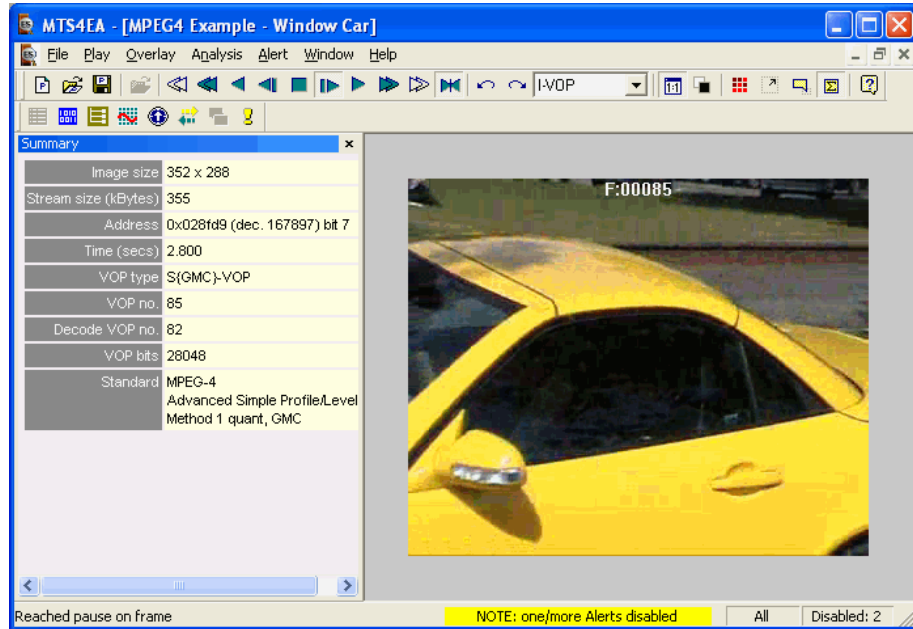 MTS4EA - [MPEG4 Example - Window Car]
File Play Overlay Analysis Alert Window Help
I-VOP
1:1
Summary
Image size 352 x 288
Stream size (kBytes) 355
Address 0x028fd9 (dec. 167897) bit 7
Time (secs) 2.800
VOP type S(GMC)-VOP
VOP no. 85
Decode VOP no. 82
VOP bits 28048
Standard MPEG-4
Advanced Simple Profile/Level
Method 1 quant, GMC
F:00085
Reached pause on frame NOTE: one/more Alerts disabled All Disabled: 2